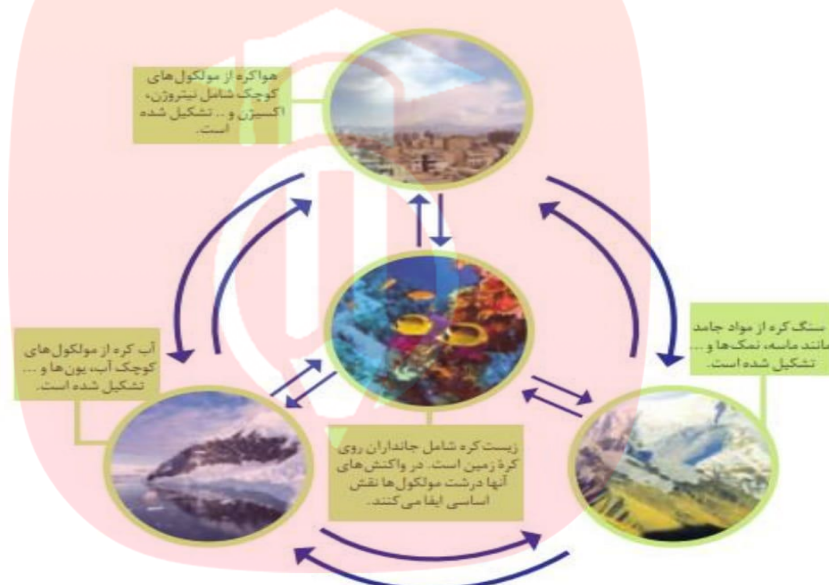 هواکره از مولکول‌های
کوچک شامل نیتروژن،
اکسیژن و .. تشکیل شده
است.
سنگ کره از مواد جامد
مانند ماسه، نمک‌ها و ...
تشکیل شده است.
آب کره از مولکول‌های
کوچک آب، یون‌ها و ...
تشکیل شده است.
زیست کره شامل جانداران روی
کرهٔ زمین است. در واکنش‌های
آنها درشت مولکول‌ها نقش
اساسی ایفا می‌کنند.